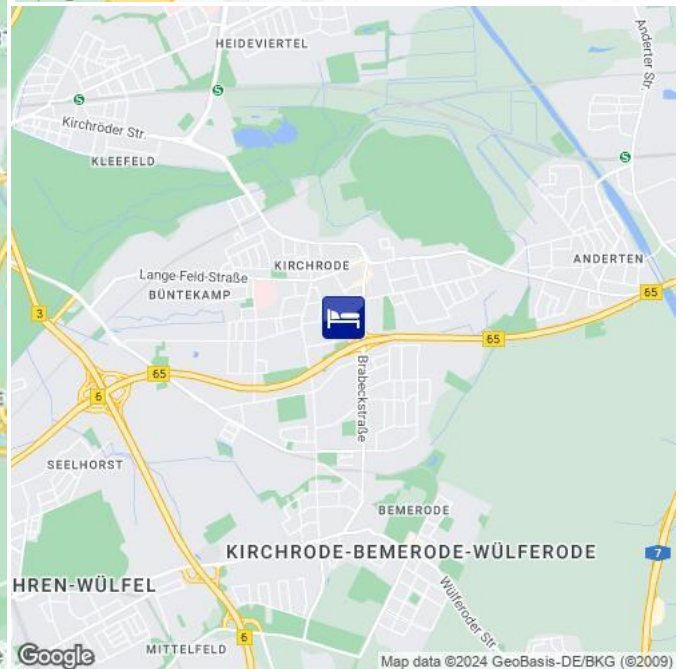 HEIDEVIERTEL
Anderter Str.
S
S
Kirchröder Str.
KLEEFELD
S
KIRCHRODE
ANDERTEN
Lange-Feld-Straße
BÜNTEKAMP
65
3
65
65
6
Brabeckstraße
SEELHORST
BEMERODE
KIRCHRODE-BEMERODE-WÜLFERODE
7
HREN-WÜLFEL
Wülferoder Str.
6
MITTELFELD
Google
Map data ©2024 GeoBasis-DE/BKG (©2009)